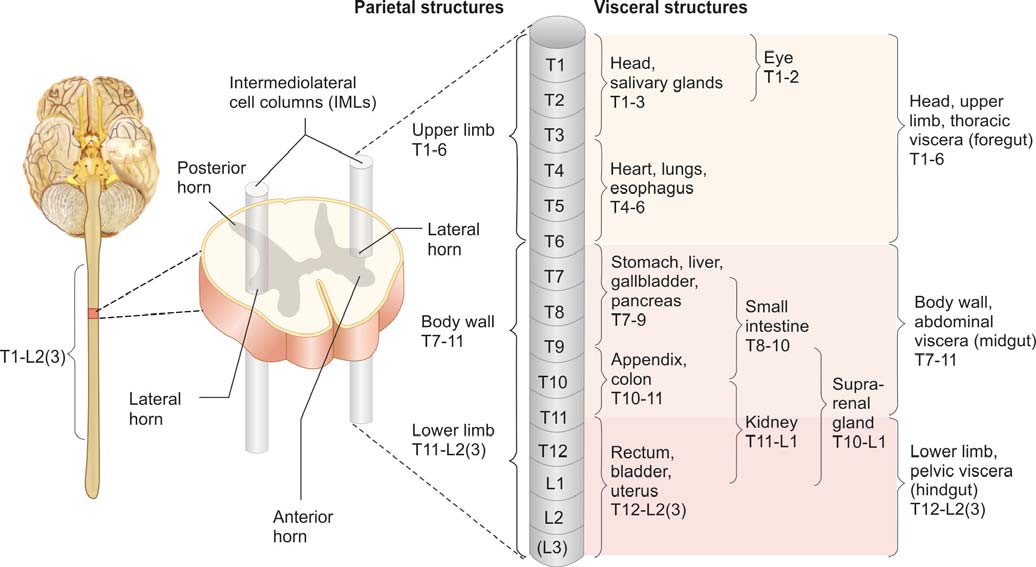 Parietal structures
Visceral structures
Intermediolateral
cell columns (IMLs)
Posterior
horn
Lateral
horn
Lateral
horn
Anterior
horn
T1-L2(3)
Upper limb
T1-6
Body wall
T7-11
Lower limb
T11-L2(3)
T1
T2
T3
T4
T5
T6
T7
T8
T9
T10
T11
T12
L1
L2
(L3)
Head,
salivary glands
T1-3
Eye
T1-2
Heart, lungs,
esophagus
T4-6
Stomach, liver,
gallbladder,
pancreas
T7-9
Small
intestine
T8-10
Appendix,
colon
T10-11
Kidney
T11-L1
Supra-
renal
gland
T10-L1
Rectum,
bladder,
uterus
T12-L2(3)
Head, upper
limb, thoracic
viscera (foregut)
T1-6
Body wall,
abdominal
viscera (midgut)
T7-11
Lower limb,
pelvic viscera
(hindgut)
T12-L2(3)